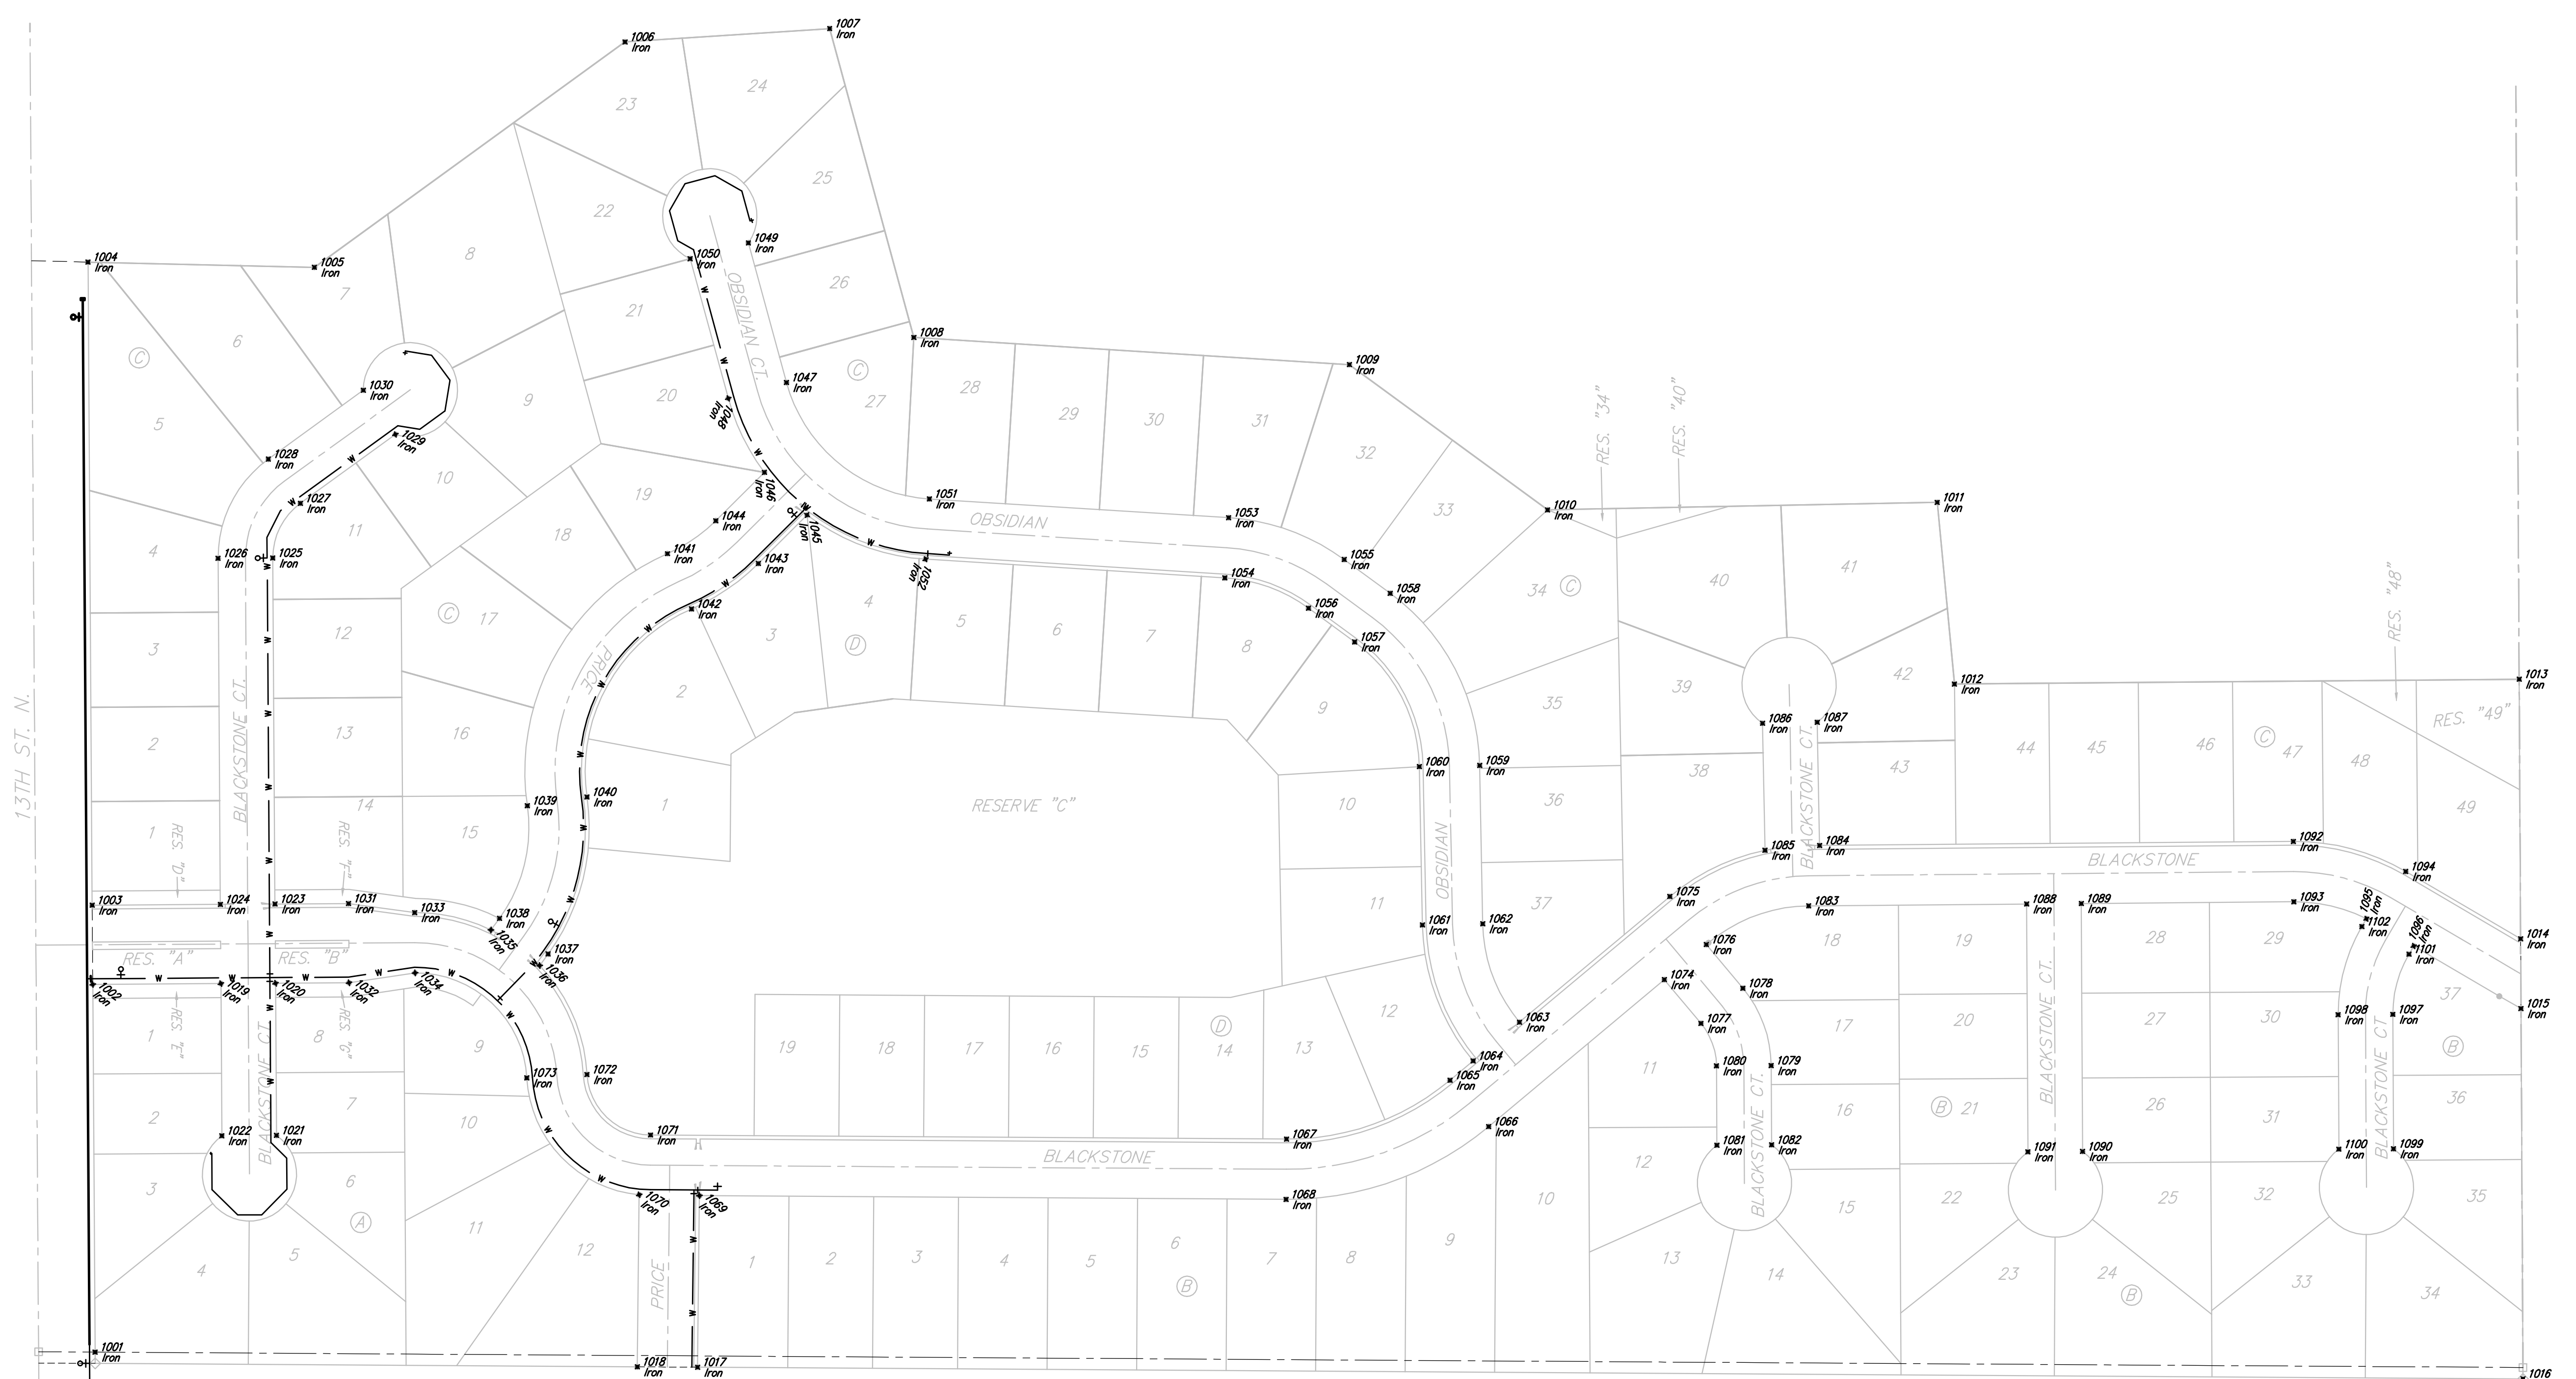 1007
Iron
1006
Iron
24
23
25
22
1049
Iron
1004
Iron
1050
Iron
1005
Iron
8
7
OBSIDIAN CT.
26
21
1008
Iron
6
C
1009
Iron
C
1047
Iron
1030
Iron
20
9
27
28
29
30
31
RES. "34"
RES. "40"
1048
Iron
5
1029
Iron
32
1028
Iron
10
1046
Iron
19
1027
Iron
1051
Iron
1044
Iron
1045
Iron
OBSIDIAN
1053
Iron
33
1010
Iron
1011
Iron
11
18
4
1026
Iron
1025
Iron
1041
Iron
1043
Iron
1052
Iron
1055
Iron
1054
Iron
40
41
34
C
1058
Iron
1042
Iron
1056
Iron
4
5
6
7
8
C
17
12
3
3
D
1057
Iron
RES. "48"
PRICE
2
42
39
1012
Iron
1013
Iron
35
9
13TH ST. N.
BLACKSTONE CT.
2
13
16
1086
Iron
1087
Iron
44
45
46
C
47
48
RES. "49"
1060
Iron
1059
Iron
38
43
BLACKSTONE CT.
1039
Iron
1040
Iron
1
RESERVE "C"
10
36
49
14
1
RES. "D"
RES. "F"
15
1085
Iron
1084
Iron
1092
Iron
BLACKSTONE
OBSIDIAN
1094
Iron
1003
Iron
1024
Iron
1023
Iron
1031
Iron
1033
Iron
1038
Iron
11
37
1075
Iron
1083
Iron
1088
Iron
1089
Iron
1093
Iron
1095
Iron
1102
Iron
1035
Iron
1061
Iron
1062
Iron
18
19
28
29
1096
Iron
1014
Iron
RES. "A"
RES. "B"
1037
Iron
1036
Iron
1076
Iron
1101
Iron
1002
Iron
1019
Iron
1020
Iron
1032
Iron
1034
Iron
1074
Iron
1078
Iron
37
1015
Iron
12
1098
Iron
1097
Iron
1063
Iron
1077
Iron
17
20
27
30
RES. "E"
RES. "G"
1
8
9
D
19
18
17
16
15
14
13
BLACKSTONE CT.
BLACKSTONE CT.
BLACKSTONE CT
B
1073
Iron
1072
Iron
1065
Iron
1064
Iron
11
1080
Iron
1079
Iron
BLACKSTONE CT
2
7
10
16
B
21
26
31
36
1022
Iron
1021
Iron
1071
Iron
1067
Iron
1066
Iron
BLACKSTONE CT.
1081
Iron
1082
Iron
1091
Iron
1090
Iron
1100
Iron
1099
Iron
BLACKSTONE
12
3
6
1070
Iron
1069
Iron
1068
Iron
10
15
22
25
32
35
A
11
12
4
5
1
2
3
4
5
6
7
8
9
PRICE
B
13
14
23
24
B
33
34
1001
Iron
1018
Iron
1017
Iron
1016